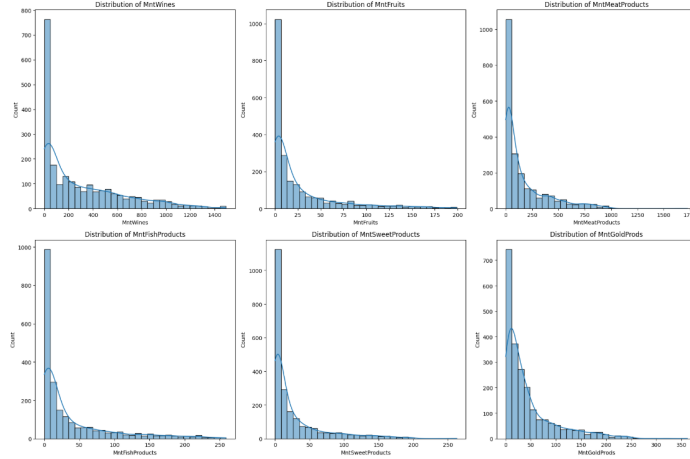 Distribution of MntWines
Distribution of MntFruits
Distribution of MntMeatProducts
800
700
600
500
400
300
200
100
0
Count
0 200 400 600 800 1000 1200 1400
MntWines
1000
800
600
400
200
0
Count
0 25 50 75 100 125 150 175 200
MntFruits
1000
800
600
400
200
0
Count
0 250 500 750 1000 1250 1500
MntMeatProducts
Distribution of MntFishProducts
Distribution of MntSweetProducts
Distribution of MntGoldProds
1000
800
600
400
200
0
Count
0 50 100 150 200 250
MntFishProducts
1000
800
600
400
200
0
Count
0 50 100 150 200 250
MntSweetProducts
700
600
500
400
300
200
100
0
Count
0 50 100 150 200 250 300 350
MntGoldProds